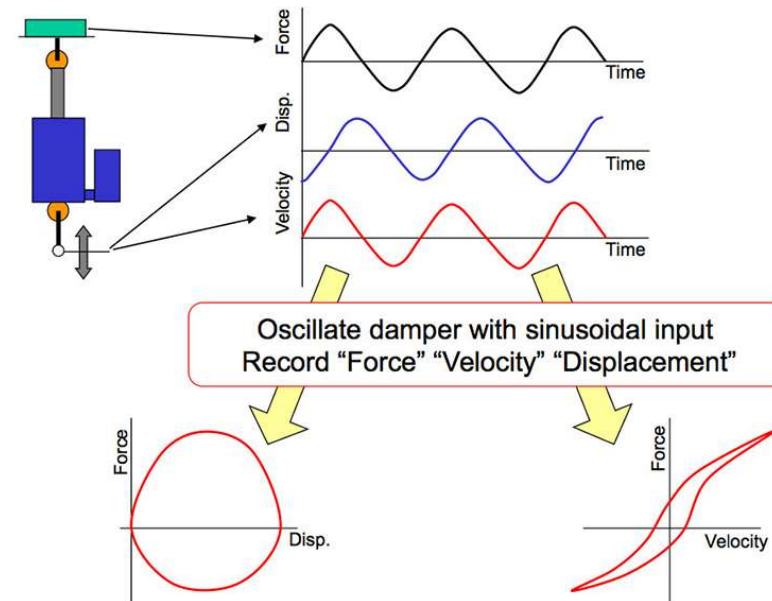 Force
Time
Disp.
Time
Velocity
Time
Oscillate damper with sinusoidal input
Record “Force” “Velocity” “Displacement”
Force
Disp.
Force
Velocity